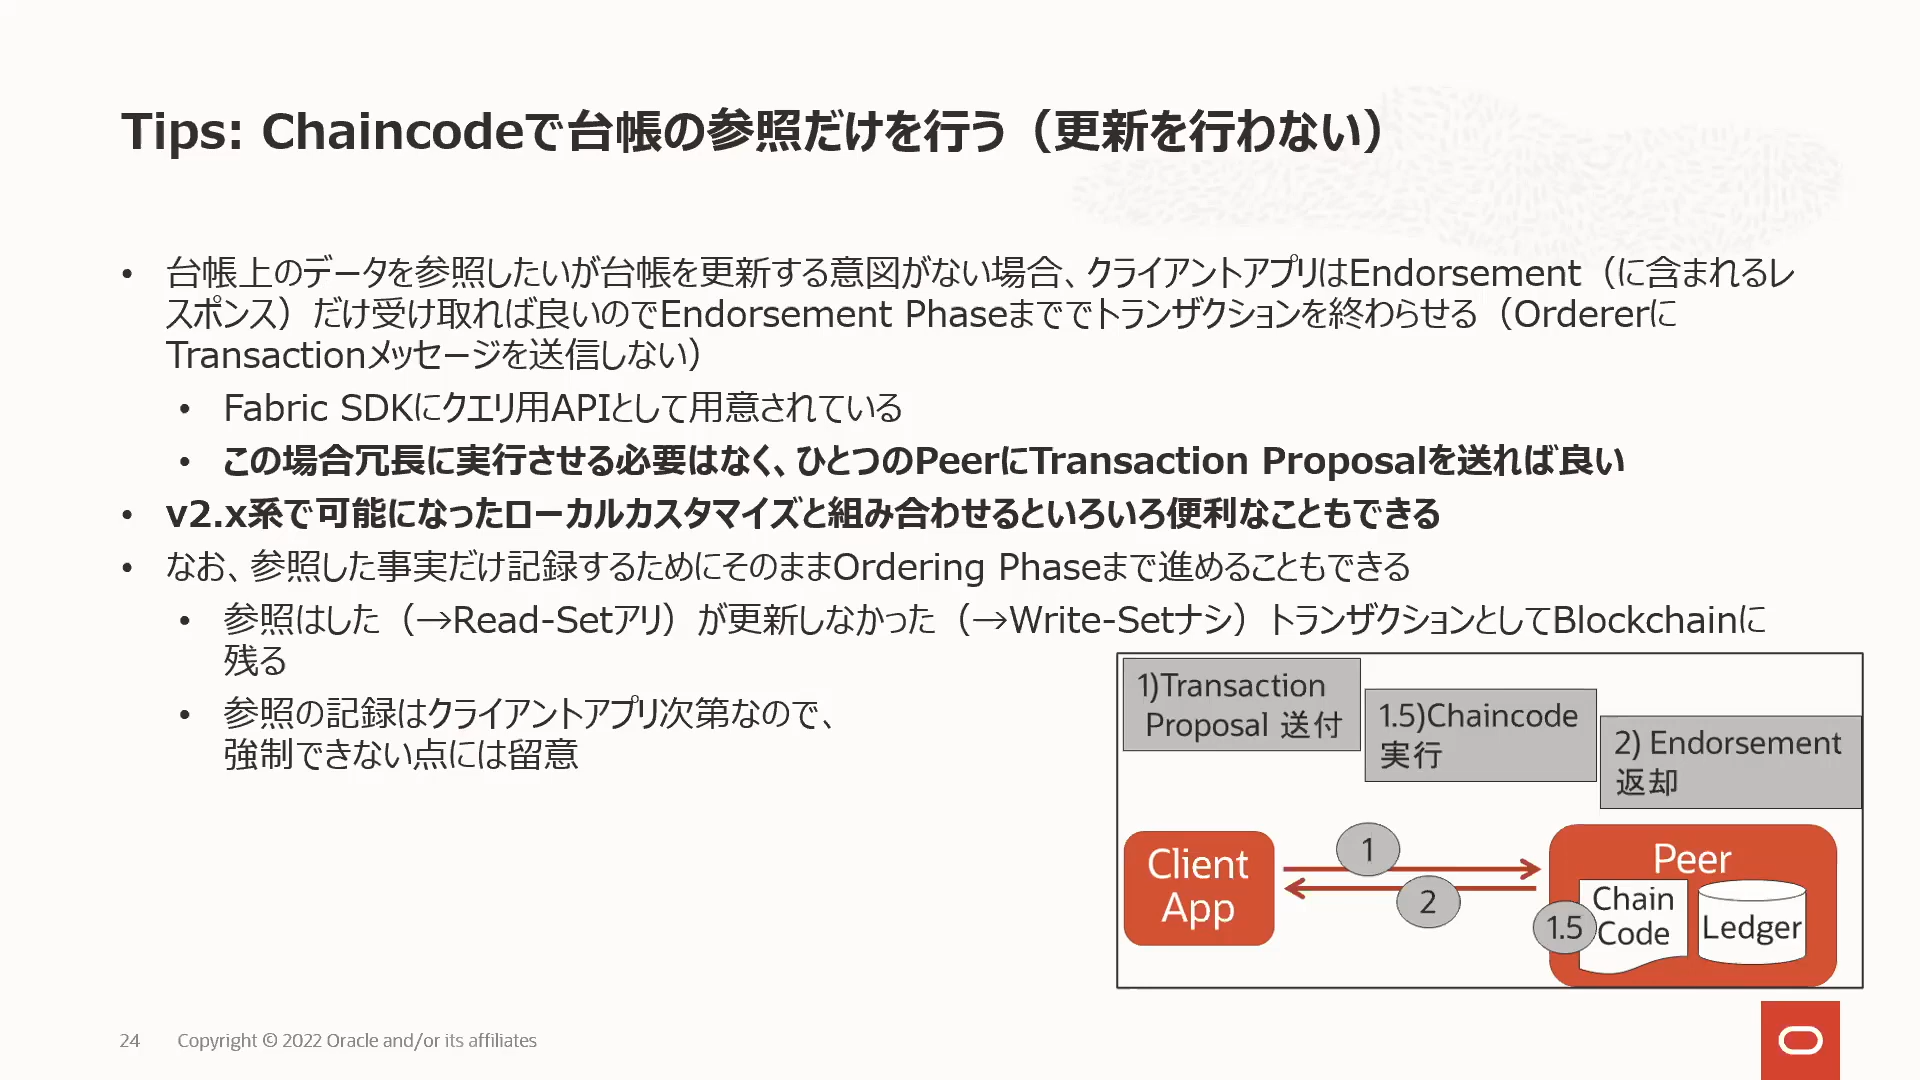 Tips: Chaincodeで台帳の参照だけを行う（更新を行わない）
• 台帳上のデータを参照したいが台帳を更新する意図がない場合、クライアントアプリはEndorsement（に含まれるレ
スポンス）だけ受け取れば良いのでEndorsement Phaseまででトランザクションを終わらせる（Ordererに
Transactionメッセージを送信しない）
• Fabric SDKにクエリ用APIとして用意されている
• この場合冗長に実行させる必要はなく、ひとつのPeerにTransaction Proposalを送れば良い
• v2.x系で可能になったローカルカスタマイズと組み合わせるといろいろ便利なこともできる
• なお、参照した事実だけ記録するためにそのままOrdering Phaseまで進めることもできる
• 参照はした（→Read-Setアリ）が更新しなかった（→Write-Setナシ）トランザクションとしてBlockchainに
残る
• 参照の記録はクライアントアプリ次第なので、
強制できない点には留意
1)Transaction
Proposal 送付
1.5)Chaincode
実行
2) Endorsement
返却
Client
App
1
2
Peer
1.5
Chain
Code
Ledger
24
Copyright © 2022 Oracle and/or its affiliates